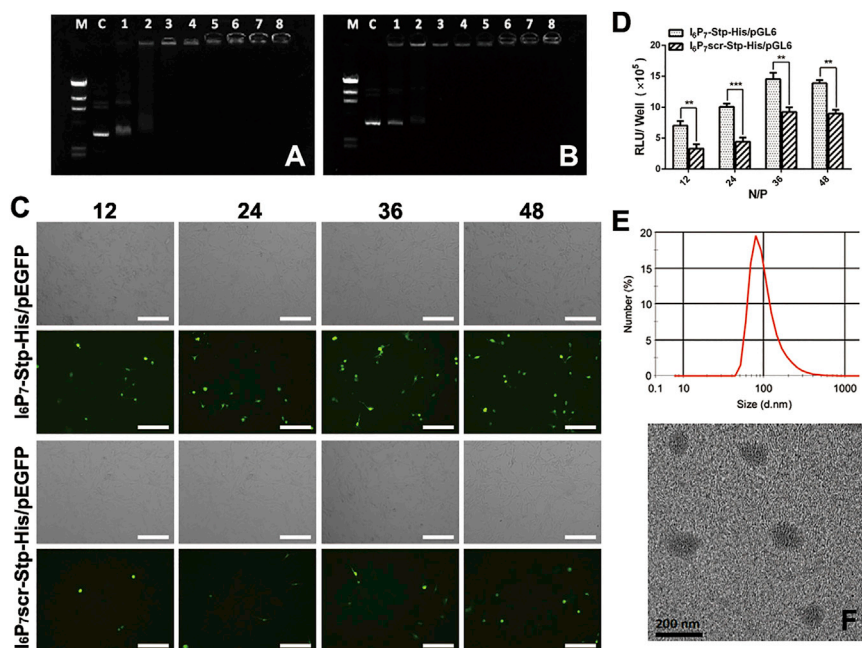 M C 1 2 3 4 5 6 7 8
A
M C 1 2 3 4 5 6 7 8
B
C
12 24 36 48
I₆P₇-Stp-His/pEGFP
I₆P₇scr-Stp-His/pEGFP
D
I₆P₇-Stp-His/pGL6
I₆P₇scr-Stp-His/pGL6
RLU/ Well (×10⁵)
20
15
10
5
0
** *** ** **
12 24 36 48
N/P
E
Number (%)
20
15
10
5
0
0.1 10 100 1000
Size (d.nm)
200 nm
F